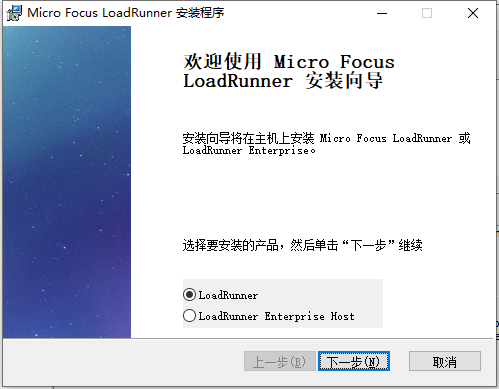 Micro Focus LoadRunner 安装程序
欢迎使用 Micro Focus
LoadRunner 安装向导
安装向导将在主机上安装 Micro Focus LoadRunner 或
LoadRunner Enterprise。
选择要安装的产品，然后单击“下一步”继续
LoadRunner
LoadRunner Enterprise Host
上一步(B) 下一步(N) 取消